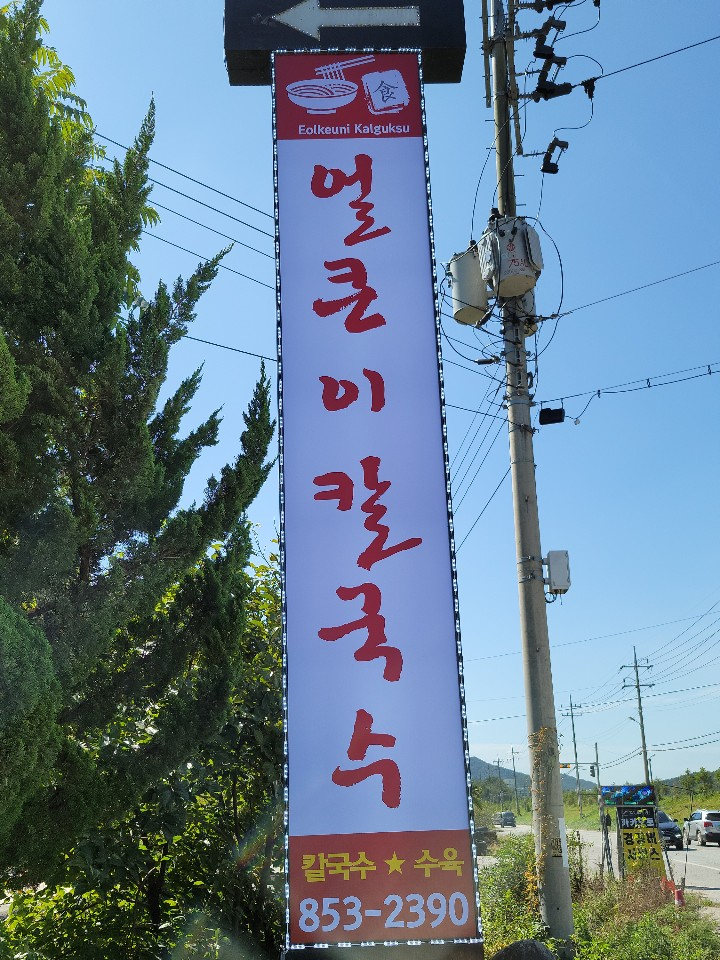 食
Eolkeuni Kalguksu
얼
큰
이
칼
국
수
칼국수 ★ 수육
853-2390